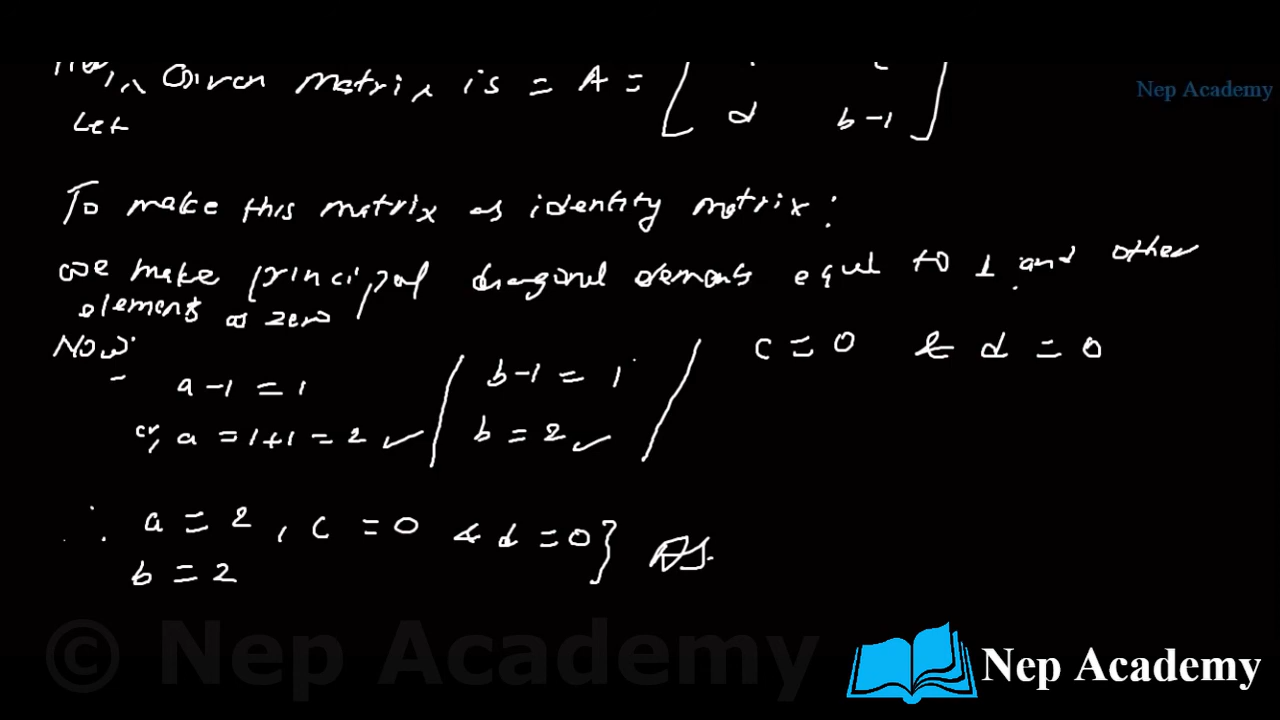 Given matrix is = A = [
Let d b-1 ]
Nep Academy
To make this matrix as identity matrix:
we make principal diagonal elements equal to 1 and other
elements as zero
Now:
a-1 = 1 / b-1 = 1 / c = 0 & d = 0
or, a = 1+1 = 2 ✓ / b = 2 ✓ /
∴ a = 2, c = 0 & d = 0 }
b = 2
© Nep Academy
Nep Academy